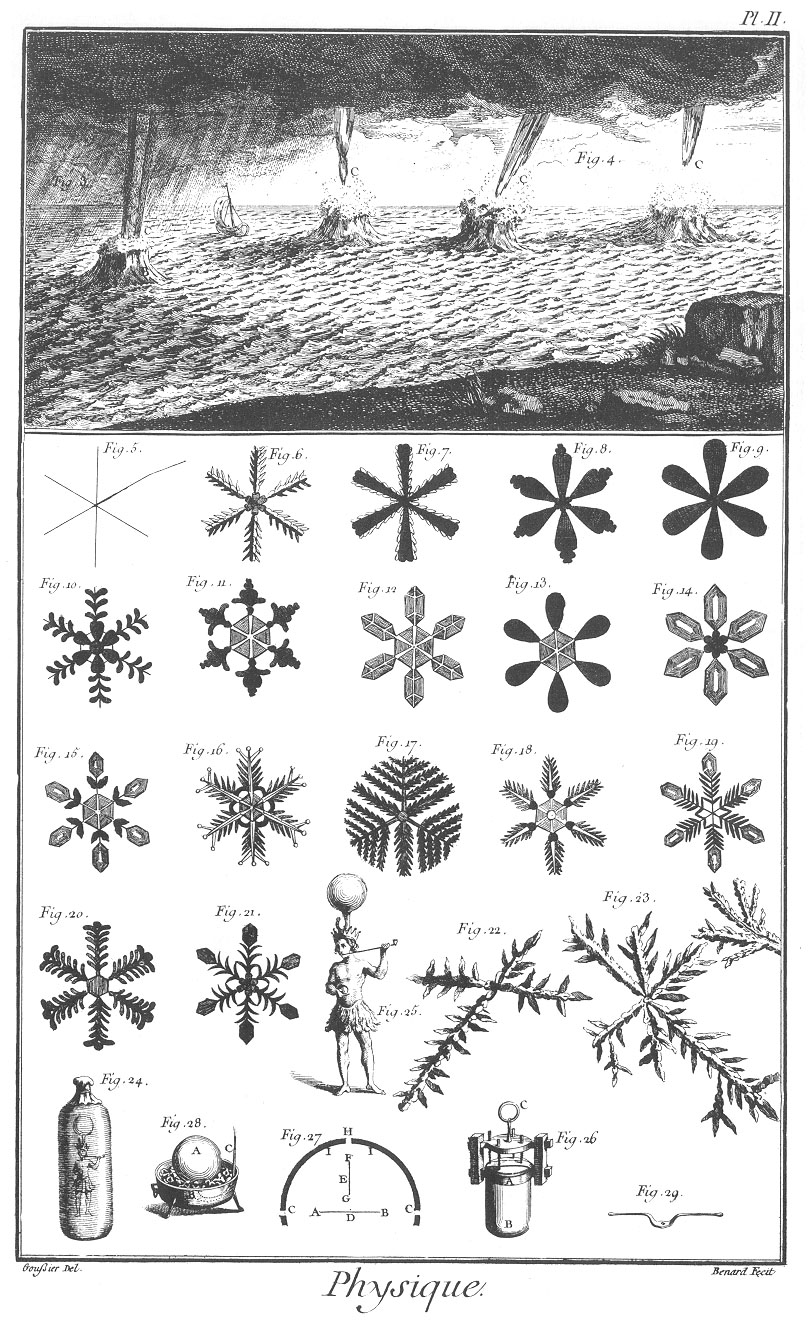 Pl. II.
Fig. 3.
C
C
Fig. 4.
C
Fig. 5.
Fig. 6.
Fig. 7.
Fig. 8.
Fig. 9.
Fig. 10.
Fig. 11.
Fig. 12
Fig. 13.
Fig. 14.
Fig. 15.
Fig. 16.
Fig. 17.
Fig. 18.
Fig. 19.
Fig. 20.
Fig. 21.
Fig. 22.
Fig. 23.
Fig. 25.
Fig. 24.
Fig. 28.
A
C
B
Fig. 27
H
I
F
I
E
G
C
A
D
B
C
C
Fig. 26
A
B
Fig. 29.
Goußier Del.
Benard Fecit
Physique.